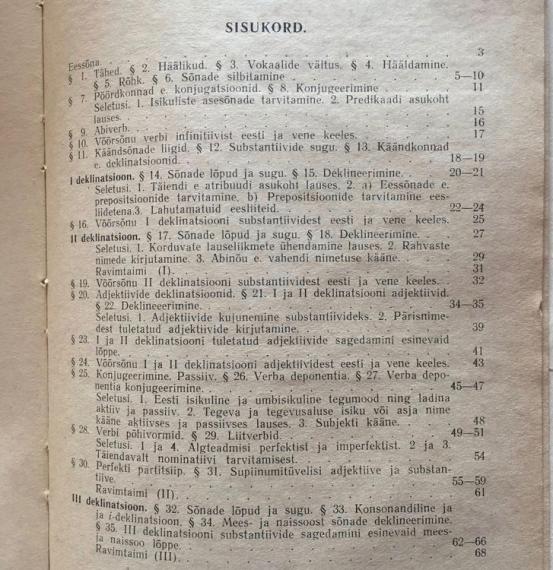 SISUKORD.
Eessõna. 3
§ 1. Tähed. § 2. Häälikud. § 3. Vokaalide vältus. § 4. Hääldamine.
§ 5. Rõhk. § 6. Sõnade silbitamine 5—10
§ 7. Pöördkonnad e. konjugatsioonid. § 8. Konjugeerimine 11
Seletusi. 1. Isikuliste asesõnade tarvitamine. 2. Predikaadi asukoht
lauses. 15
§ 9. Abiverb. 16
§ 10. Võõrsõnu verbi infinitiivist eesti ja vene keeles. 17
§ 11. Käändsõnade liigid. § 12. Substantiivide sugu. § 13. Käändkonnad
e. deklinatsioonid. 18—19
I deklinatsioon. § 14. Sõnade lõpud ja sugu. § 15. Deklineerimine. 20—21
Seletusi. 1. Täiendi e atribuudi asukoht lauses. 2. a) Eessõnade e.
prepositsioonide tarvitamine. b) Prepositsioonide tarvitamine ees-
liidetena. 3. Lahutamatuid eesliiteid. 22—24
§ 16. Võõrsõnu I deklinatsiooni substantiividest eesti ja vene keeles. 25
II deklinatsioon. § 17. Sõnade lõpud ja sugu. § 18. Deklineerimine. 27
Seletusi. 1. Korduvate lauseliikmete ühendamine lauses. 2. Rahvaste
nimede kirjutamine. 3. Abinõu e. vahendi nimetuse kääne. 29
Ravimtaimi (I). 31
§ 19. Võõrsõnu II deklinatsiooni substantiividest eesti ja vene keeles. 32
§ 20. Adjektiivide deklinatsioonid. § 21. I ja II deklinatsiooni adjektiivid.
§ 22. Deklineeerimine. 34—35
Seletusi. 1. Adjektiivide kujunemine substantiivideks. 2. Pärisnime-
dest tuletatud adjektiivide kirjutamine. 39
§ 23. I ja II deklinatsiooni tuletatud adjektiivide sagedamini esinevaid
lõppe. 41
§ 24. Võõrsõnu I ja II deklinatsiooni adjektiividest eesti ja vene keeles. 43
§ 25. Konjugeerimine. Passiiv. § 26. Verba deponentia. § 27. Verba depo-
nentia konjugeerimine. 45—47
Seletusi. 1. Eesti isikuline ja umbisikuline tegumood ning ladina
aktiiv ja passiiv. 2. Tegeva ja tegevusaluse isiku või asja nime
kääne aktiivses ja passiivses lauses. 3. Subjekti kääne. 48
§ 28. Verbi põhivormid. § 29. Liitverbid. 49—51
Seletusi. 1 ja 4. Algteadmisi perfektist ja imperfektist. 2 ja 3.
Täiendavalt nominatiivi tarvitamisest. 54
§ 30. Perfekti partitsiip. § 31. Supiinumitüvelisi adjektiive ja substan-
tiive. 55—59
Ravimtaimi (II). 61
III deklinatsioon. § 32. Sõnade lõpud ja sugu. § 33. Konsonandiline ja
ja i-deklinatsioon. § 34. Mees- ja naissoost sõnade deklineerimine.
§ 35. III deklinatsiooni substantiivide sagedamini esinevaid mees-
ja naissoo lõppe. 62—66
Ravimtaimi (III). 68